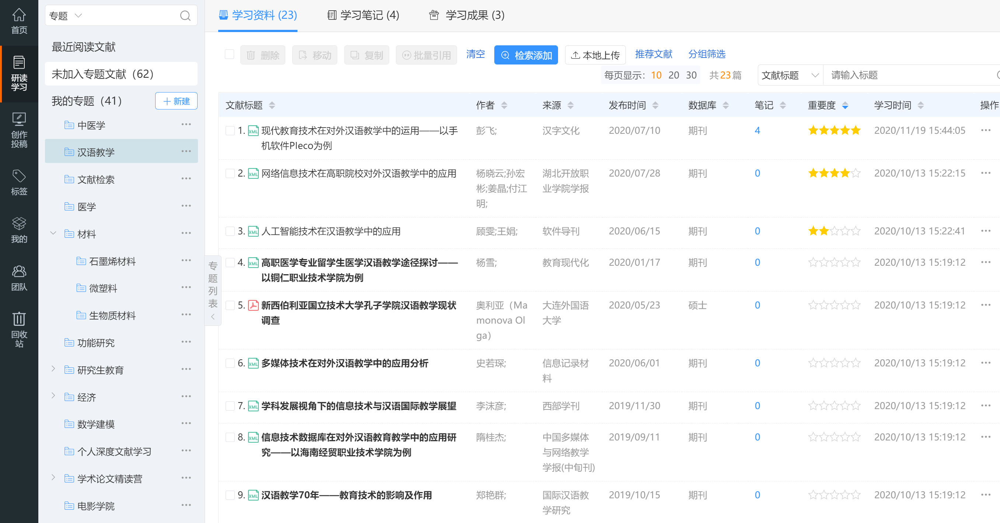 首页
研读
学习
创作
投稿
标签
我的
团队
回收
站
专题
最近阅读文献
未加入专题文献（62）
我的专题（41）
新建
中医学
汉语教学
文献检索
医学
材料
石墨烯材料
微塑料
生物质材料
功能研究
研究生教育
经济
数学建模
个人深度文献学习
学术论文精读营
电影学院
专
题
列
表
学习资料 (23) 学习笔记 (4) 学习成果 (3)
删除 移动 复制 批量引用 清空 检索添加 本地上传 推荐文献 分组筛选
每页显示: 10 20 30 共23篇 文献标题 请输入标题
文献标题 作者 来源 发布时间 数据库 笔记 重要度 学习时间 操作
1. XML 现代教育技术在对外汉语教学中的运用——以手 彭飞; 汉字文化 2020/07/10 期刊 4 2020/11/19 15:44:05
机软件Pleco为例
2. XML 网络信息技术在高职院校对外汉语教学中的应用 杨晓云;孙宏 湖北开放职 2020/07/28 期刊 0 2020/10/13 15:22:15
彬;姜晶;付江 业学院学报
明;
3. XML 人工智能技术在汉语教学中的应用 顾雯;王娟; 软件导刊 2020/06/15 期刊 0 2020/10/13 15:22:41
4. XML 高职医学专业留学生医学汉语教学途径探讨—— 杨雪; 教育现代化 2020/01/17 期刊 0 2020/10/13 15:19:12
以铜仁职业技术学院为例
5. 新西伯利亚国立技术大学孔子学院汉语教学现状 奥利亚（Ma 大连外国语 2020/05/23 硕士 0 2020/10/13 15:19:12
调查 monova Ol 大学
ga）
6. XML 多媒体技术在对外汉语教学中的应用分析 史若琛; 信息记录材 2020/06/01 期刊 0 2020/10/13 15:19:12
料
7. XML 学科发展视角下的信息技术与汉语国际教学展望 李沫彦; 西部学刊 2019/11/30 期刊 0 2020/10/13 15:19:12
8. XML 信息技术数据库在对外汉语教育教学中的应用研 隋桂杰; 中国多媒体 2019/09/11 期刊 0 2020/10/13 15:19:12
究——以海南经贸职业技术学院为例 与网络教学
学报(中旬刊)
9. XML 汉语教学70年——教育技术的影响及作用 郑艳群; 国际汉语教 2019/10/15 期刊 0 2020/10/13 15:19:12
学研究